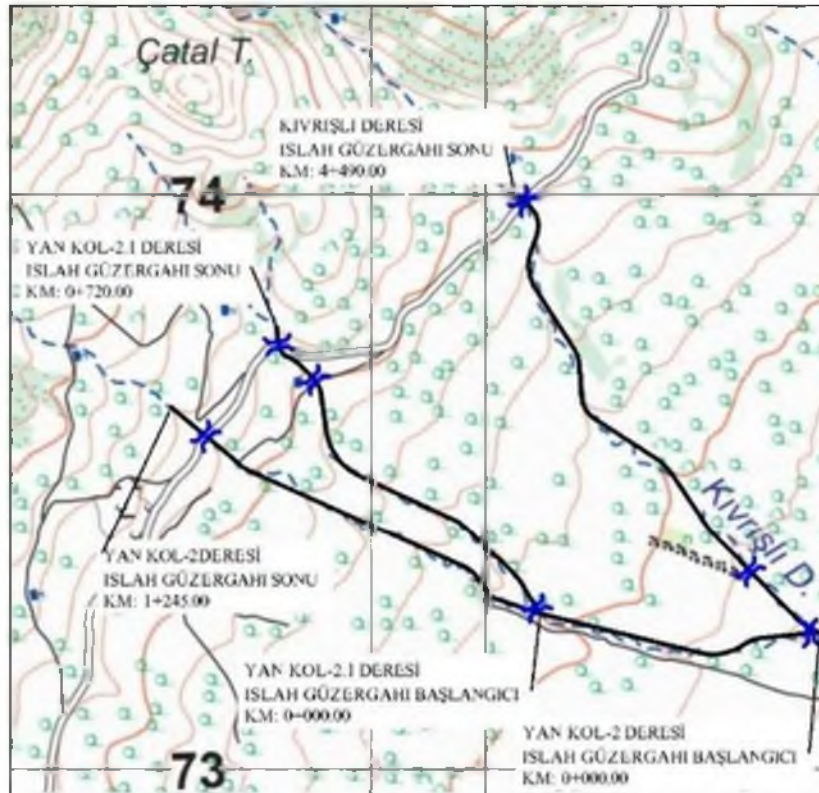 Çatal T.
KIVRIŞLI DERESİ
ISLAH GÜZERGAHI SONU
KM: 4+490.00
74
YAN KOL-2.1 DERESİ
ISLAH GÜZERGAHI SONU
KM: 0+720.00
Kıvrışlı D.
YAN KOL-2DERESİ
ISLAH GÜZERGAHI SONU
KM: 1+245.00
YAN KOL-2.1 DERESİ
ISLAH GÜZERGAHI BAŞLANGICI
KM: 0+000.00
YAN KOL-2 DERESİ
ISLAH GÜZERGAHI BAŞLANGICI
KM: 0+000.00
73